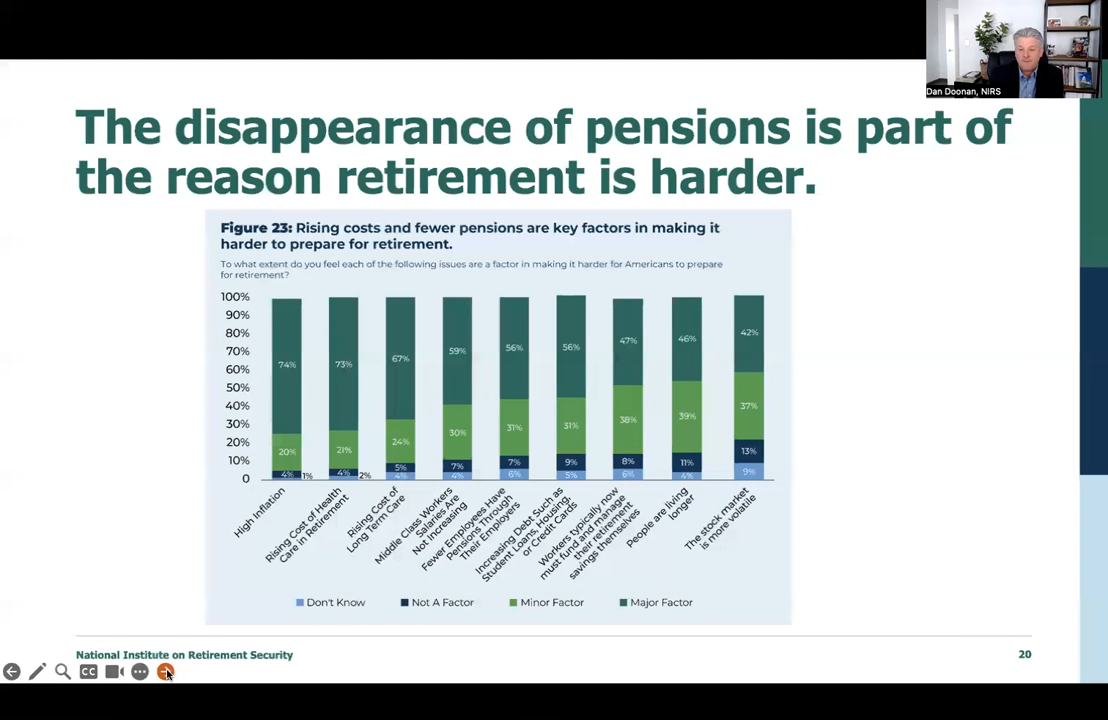 Dan Doonan, NIRS
The disappearance of pensions is part of
the reason retirement is harder.
Figure 23: Rising costs and fewer pensions are key factors in making it
harder to prepare for retirement.
To what extent do you feel each of the following issues are a factor in making it harder for Americans to prepare
for retirement?
100%
90%
80%
70%
60%
50%
40%
30%
20%
10%
0
74%
20%
4%
1%
73%
21%
4%
2%
67%
24%
5%
4%
59%
30%
7%
4%
56%
31%
7%
6%
56%
31%
9%
5%
47%
38%
8%
6%
46%
39%
11%
4%
42%
37%
13%
9%
High Inflation
Rising Cost of Health
Care in Retirement
Rising Cost of
Long Term Care
Middle Class Workers
Salaries Are
Not Increasing
Fewer Employees Have
Pensions Through
Their Employers
Increasing Debt Such as
Student Loans, Housing,
or Credit Cards
Workers typically now
must fund and manage
their retirement
savings themselves
People are living
longer
The stock market
is more volatile
Don't Know
Not A Factor
Minor Factor
Major Factor
National Institute on Retirement Security
20
CC